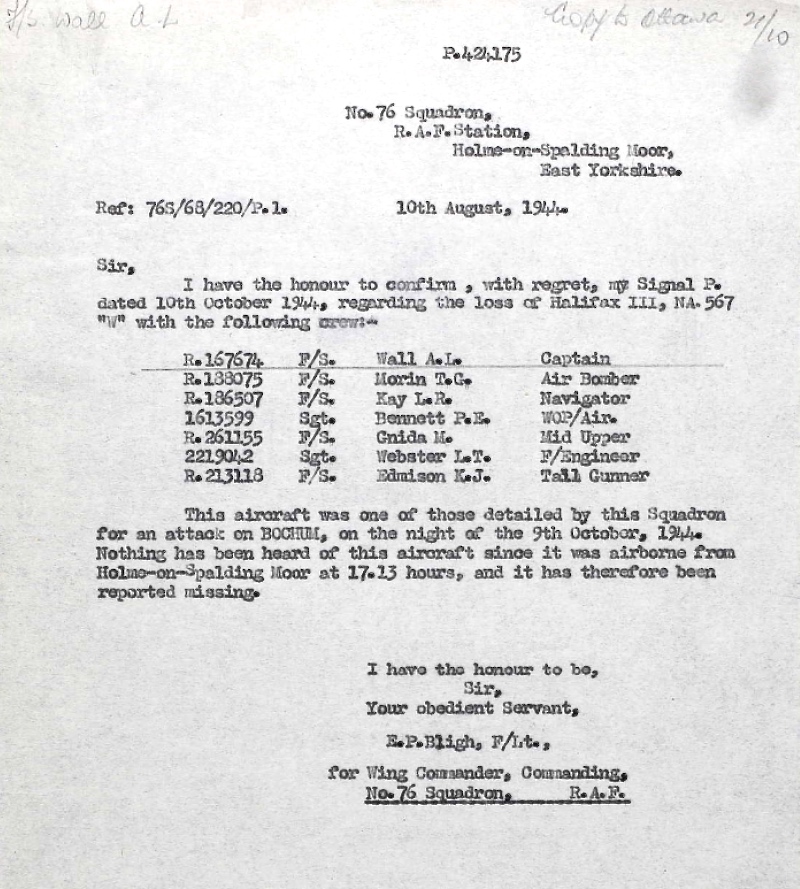 F/S. Wall A. L
Copy to Ottawa 21/10
P.424175
No.76 Squadron,
R.A.F.Station,
Holme-on-Spalding Moor,
East Yorkshire.
Ref: 76S/68/220/P.1. 10th August, 1944.
Sir,
I have the honour to confirm , with regret, my Signal P.
dated 10th October 1944, regarding the loss of Halifax III, NA.567
"W" with the following crew:-
R.167674 F/S. Wall A.L. Captain
R.188075 F/S. Morin T.G. Air Bomber
R.186507 F/S. Kay L.R. Navigator
1613599 Sgt. Bennett P.E. WOP/Air.
R.261155 F/S. Gnida M. Mid Upper
2219042 Sgt. Webster L.T. F/Engineer
R.213118 F/S. Edmison K.J. Tail Gunner
This aircraft was one of those detailed by this Squadron
for an attack on BOCHUM, on the night of the 9th October, 1944.
Nothing has been heard of this aircraft since it was airborne from
Holme-on-Spalding Moor at 17.13 hours, and it has therefore been
reported missing.
I have the honour to be,
Sir,
Your obedient Servant,
E.P.Bligh, F/Lt.,
for Wing Commander, Commanding,
No.76 Squadron, R.A.F.